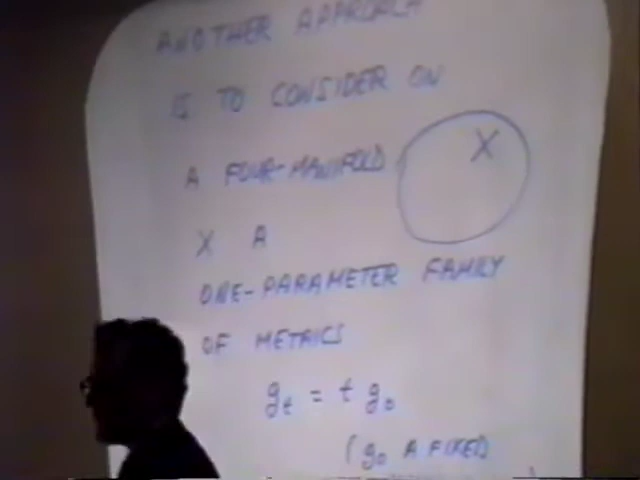 ANOTHER APPROACH
IS TO CONSIDER ON
A FOUR-MANIFOLD
X
X A
ONE-PARAMETER FAMILY
OF METRICS
g_t = t g_0
(g_0 A FIXED